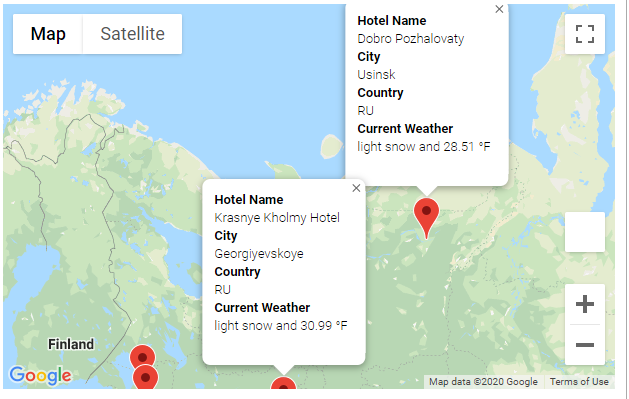 Map Satellite
Hotel Name
Dobro Pozhalovaty
City
Usinsk
Country
RU
Current Weather
light snow and 28.51 °F
Hotel Name
Krasnye Kholmy Hotel
City
Georgiyevskoye
Country
RU
Current Weather
light snow and 30.99 °F
Finland
Google
Map data ©2020 Google Terms of Use